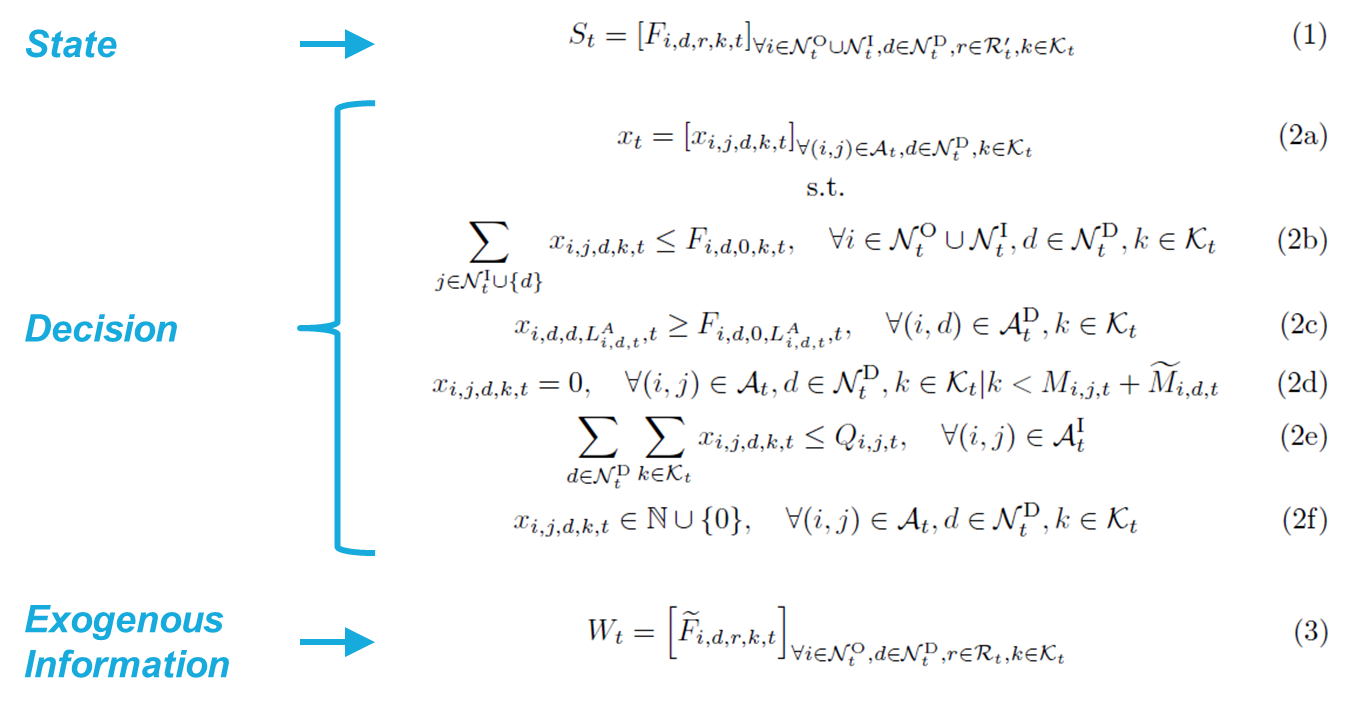 State
S_t = [F_{i,d,r,k,t}]_{∀i∈𝒩_t^O∪𝒩_t^I,d∈𝒩_t^D,r∈ℛ′_t,k∈𝒦_t} (1)
x_t = [x_{i,j,d,k,t}]_{∀(i,j)∈𝒜_t,d∈𝒩_t^D,k∈𝒦_t} (2a)
s.t.
∑_{j∈𝒩_t^I∪{d}} x_{i,j,d,k,t} ≤ F_{i,d,0,k,t}, ∀i ∈ 𝒩_t^O ∪ 𝒩_t^I, d ∈ 𝒩_t^D, k ∈ 𝒦_t (2b)
Decision
x_{i,d,d,L^A_{i,d,t},t} ≥ F_{i,d,0,L^A_{i,d,t},t}, ∀(i, d) ∈ 𝒜_t^D, k ∈ 𝒦_t (2c)
x_{i,j,d,k,t} = 0, ∀(i, j) ∈ 𝒜_t, d ∈ 𝒩_t^D, k ∈ 𝒦_t|k < M_{i,j,t} + M̃_{i,d,t} (2d)
∑_{d∈𝒩_t^D} ∑_{k∈𝒦_t} x_{i,j,d,k,t} ≤ Q_{i,j,t}, ∀(i, j) ∈ 𝒜_t^I (2e)
x_{i,j,d,k,t} ∈ ℕ ∪ {0}, ∀(i, j) ∈ 𝒜_t, d ∈ 𝒩_t^D, k ∈ 𝒦_t (2f)
Exogenous
Information
W_t = [F̃_{i,d,r,k,t}]_{∀i∈𝒩_t^O,d∈𝒩_t^D,r∈ℛ_t,k∈𝒦_t} (3)